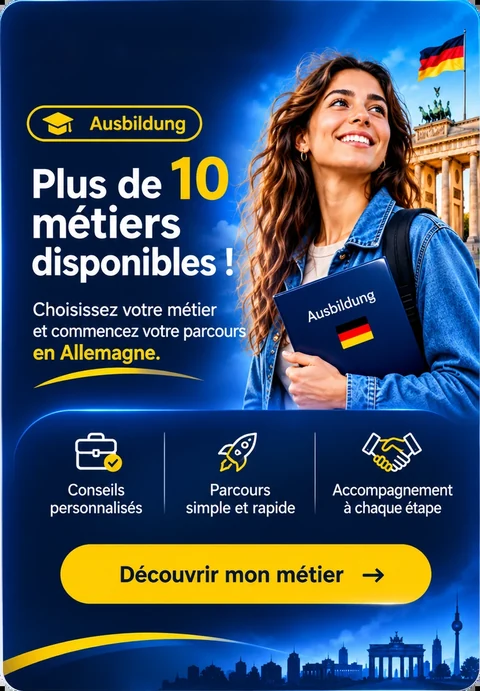 Ausbildung
Plus de 10
métiers
disponibles !
Choisissez votre métier
et commencez votre parcours
en Allemagne.
Ausbildung
Conseils
personnalisés
Parcours
simple et rapide
Accompagnement
à chaque étape
Découvrir mon métier →